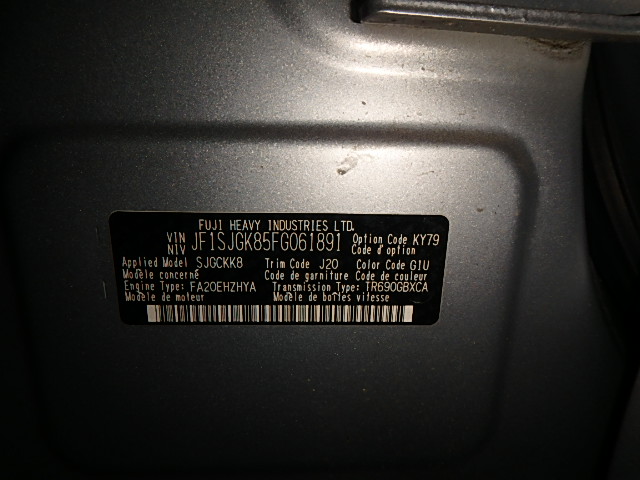 FUJI HEAVY INDUSTRIES LTD.
VIN NIV JF1SJGK85FG061891 Option Code KY79
Code d'option
Applied Model SJGCKK8 Trim Code J20 Color Code G1U
Modèle concerné Code de garniture Code de couleur
Engine Type: FA20EHZHYA Transmission Type: TR690GBXCA
Modèle de moteur Modèle de boîtes vitesse